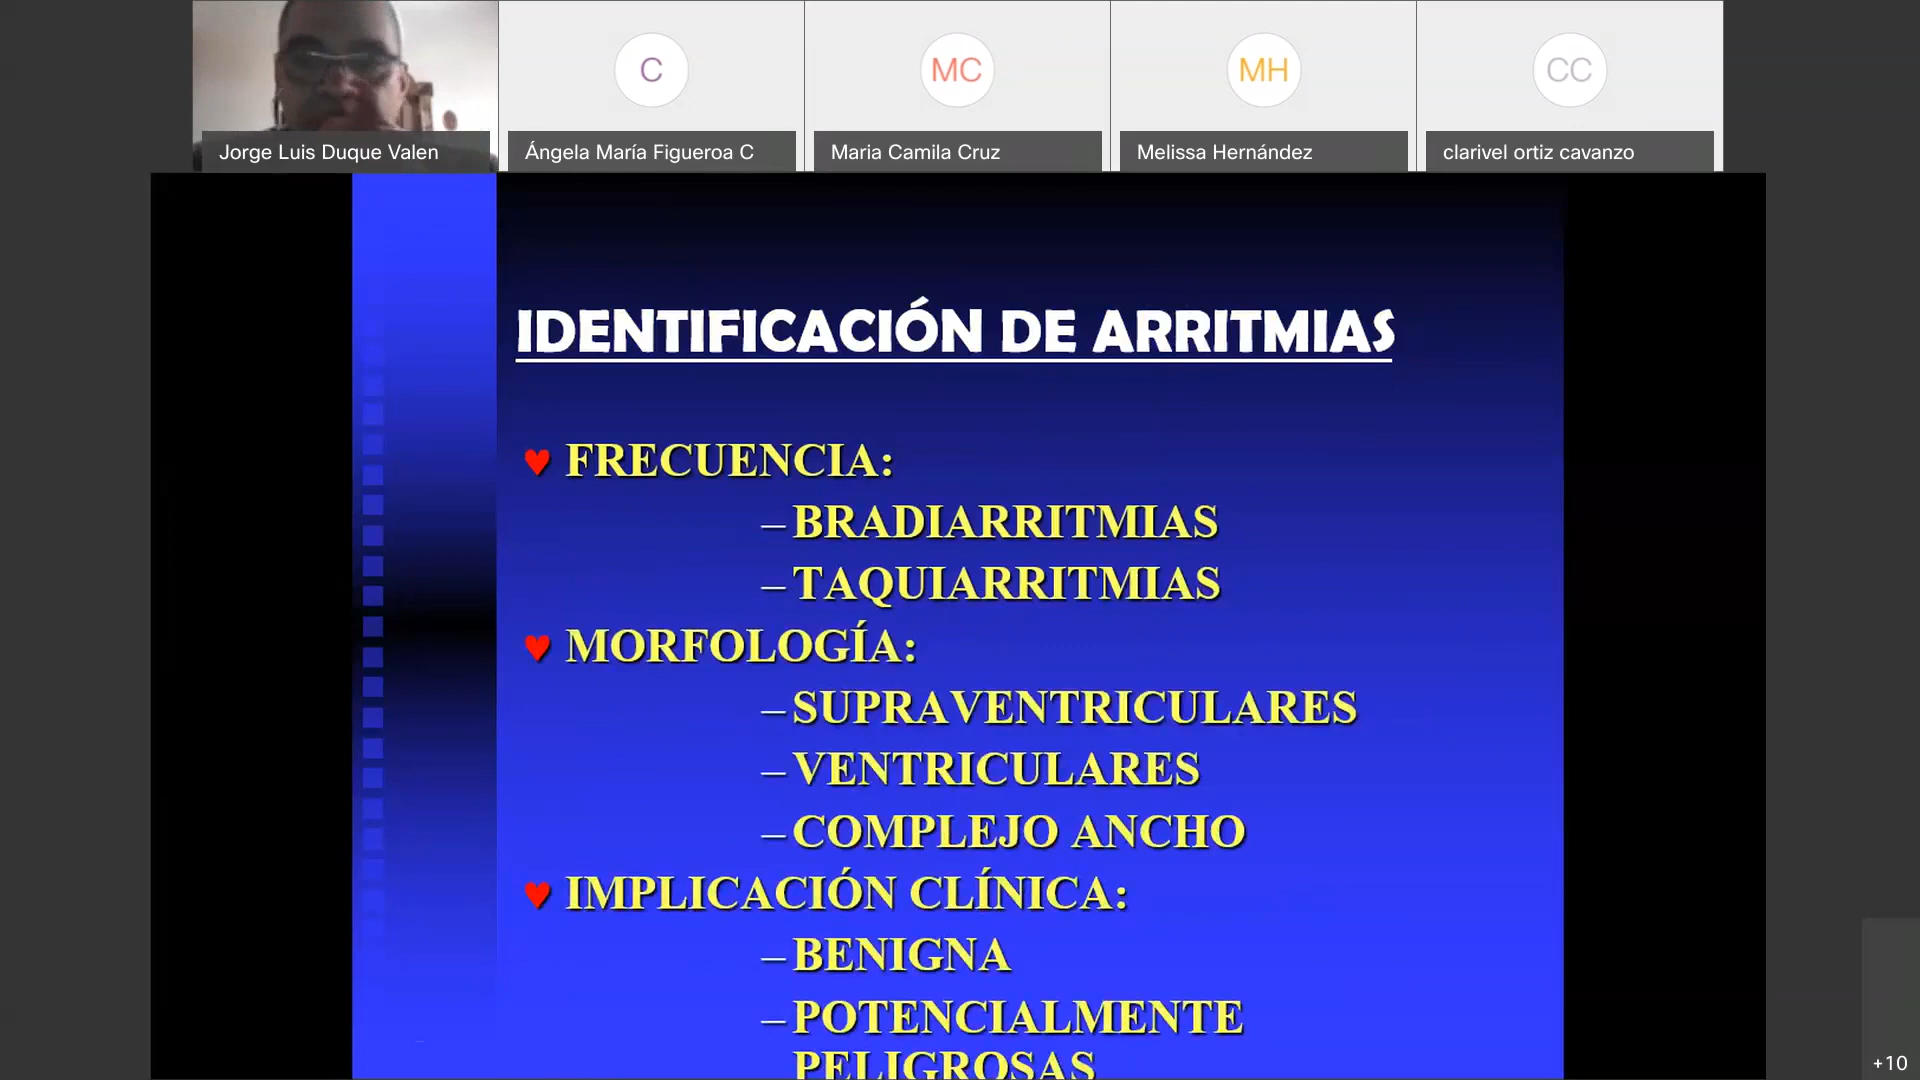 C
MC
MH
CC
Jorge Luis Duque Valen
Ángela María Figueroa C
Maria Camila Cruz
Melissa Hernández
clarivel ortiz cavanzo
IDENTIFICACIÓN DE ARRITMIAS
♥ FRECUENCIA:
– BRADIARRITMIAS
– TAQUIARRITMIAS
♥ MORFOLOGÍA:
– SUPRAVENTRICULARES
– VENTRICULARES
– COMPLEJO ANCHO
♥ IMPLICACIÓN CLÍNICA:
– BENIGNA
– POTENCIALMENTE
PELIGROSAS
+10